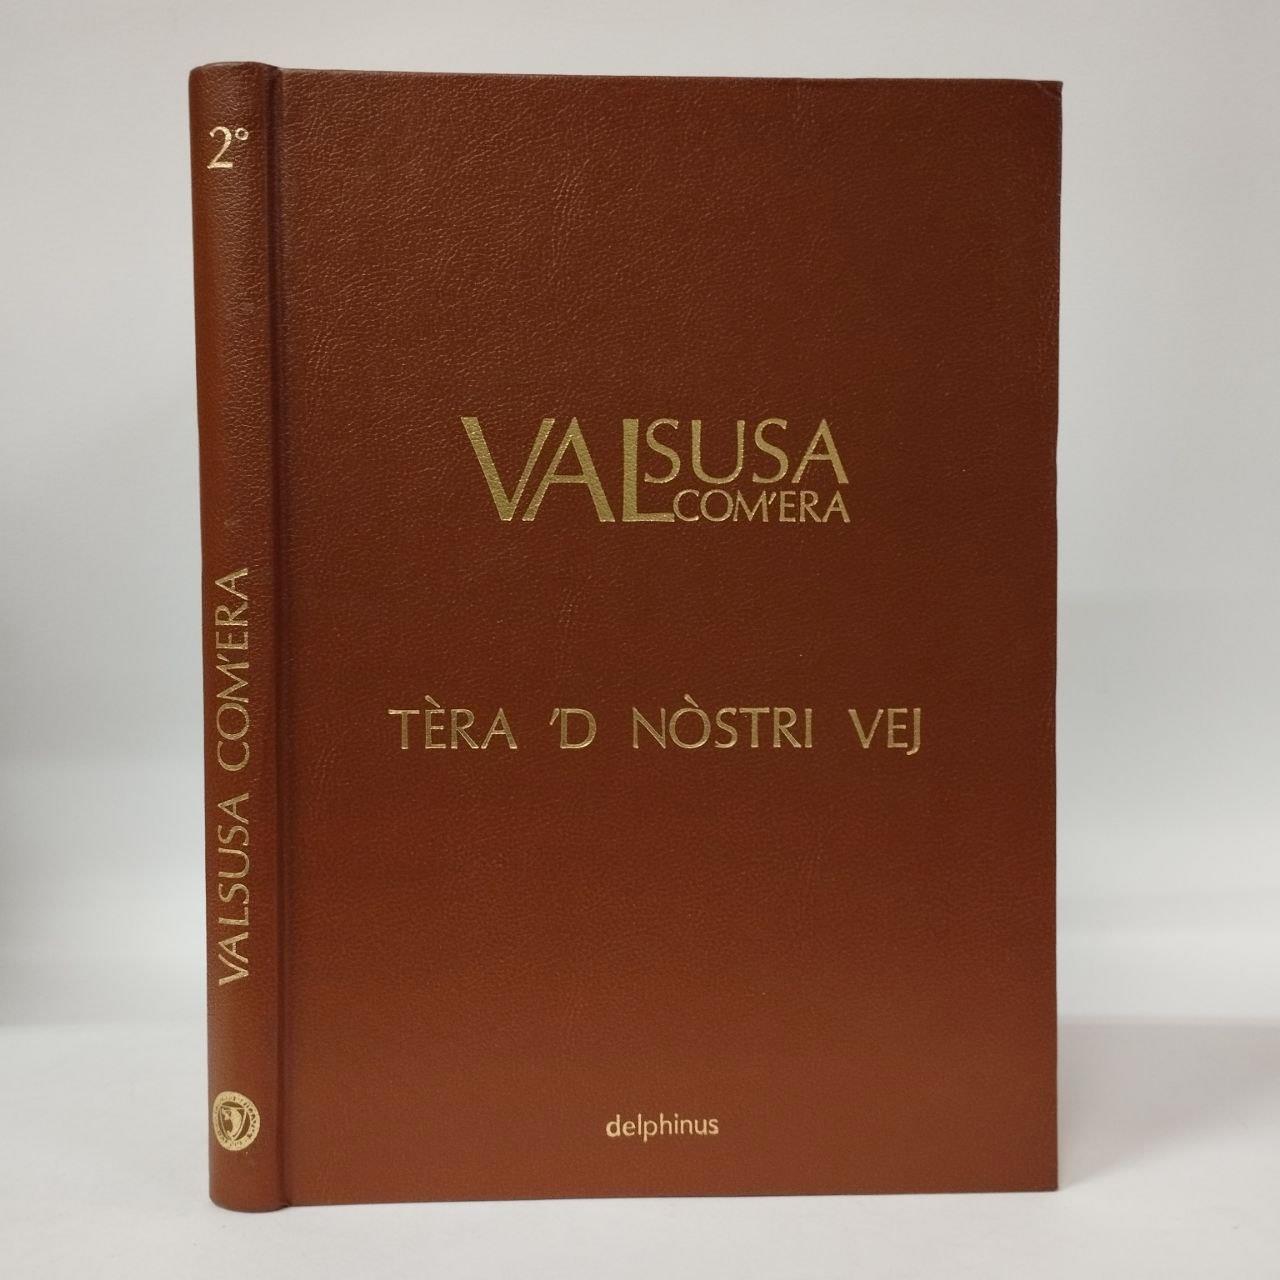 2°
VALSUSA COM'ERA
VALSUSA
COM'ERA
TÈRA 'D NÒSTRI VEJ
delphinus